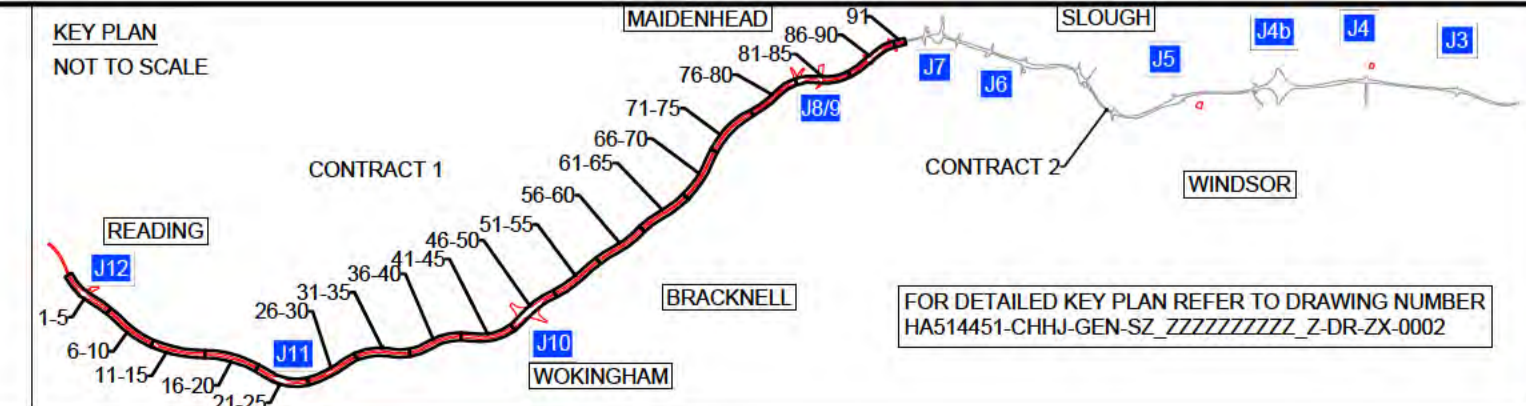 KEY PLAN
NOT TO SCALE
MAIDENHEAD
91
SLOUGH
86-90
81-85
76-80
71-75
66-70
61-65
56-60
51-55
46-50
41-45
36-40
31-35
26-30
J8/9
J7
J6
J5
J4b
J4
J3
CONTRACT 1
CONTRACT 2
WINDSOR
READING
J12
1-5
6-10
11-15
16-20
21-25
J11
J10
WOKINGHAM
BRACKNELL
FOR DETAILED KEY PLAN REFER TO DRAWING NUMBER
HA514451-CHHJ-GEN-SZ_ZZZZZZZZZZ_Z-DR-ZX-0002